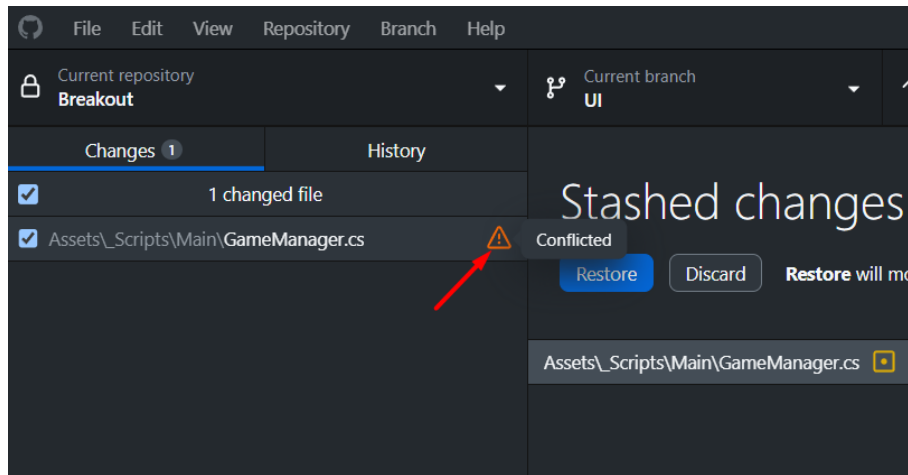 File Edit View Repository Branch Help
Current repository
Breakout
Current branch
UI
Changes 1
History
1 changed file
Assets\_Scripts\Main\GameManager.cs
Conflicted
Stashed changes
Restore Discard Restore will mo
Assets\_Scripts\Main\GameManager.cs